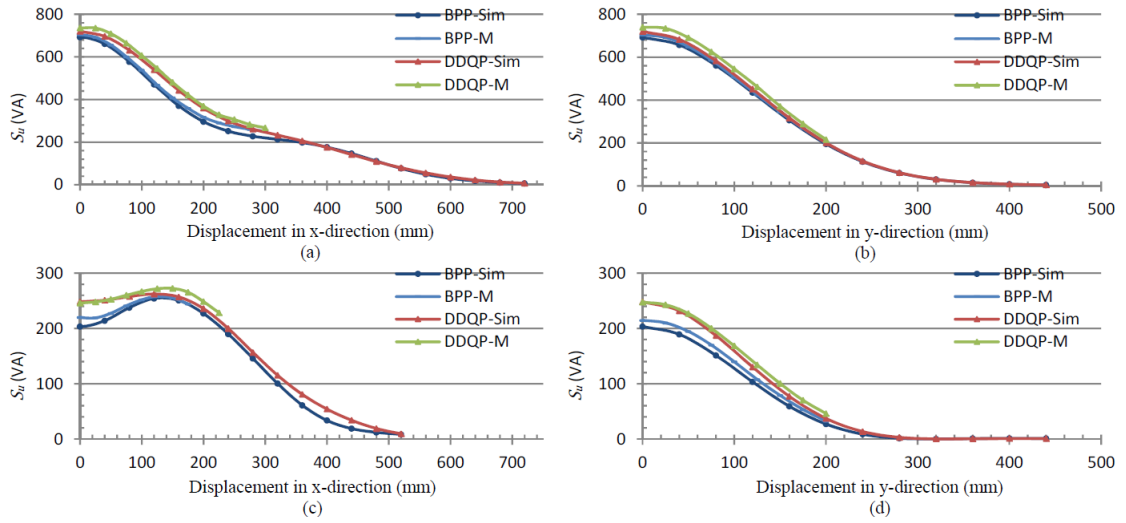 800
600
400
200
0
S_u (VA)
BPP-Sim
BPP-M
DDQP-Sim
DDQP-M
0 100 200 300 400 500 600 700
Displacement in x-direction (mm)
(a)
800
600
400
200
0
S_u (VA)
BPP-Sim
BPP-M
DDQP-Sim
DDQP-M
0 100 200 300 400 500
Displacement in y-direction (mm)
(b)
300
200
100
0
S_u (VA)
BPP-Sim
BPP-M
DDQP-Sim
DDQP-M
0 100 200 300 400 500 600 700
Displacement in x-direction (mm)
(c)
300
200
100
0
S_u (VA)
BPP-Sim
BPP-M
DDQP-Sim
DDQP-M
0 100 200 300 400 500
Displacement in y-direction (mm)
(d)